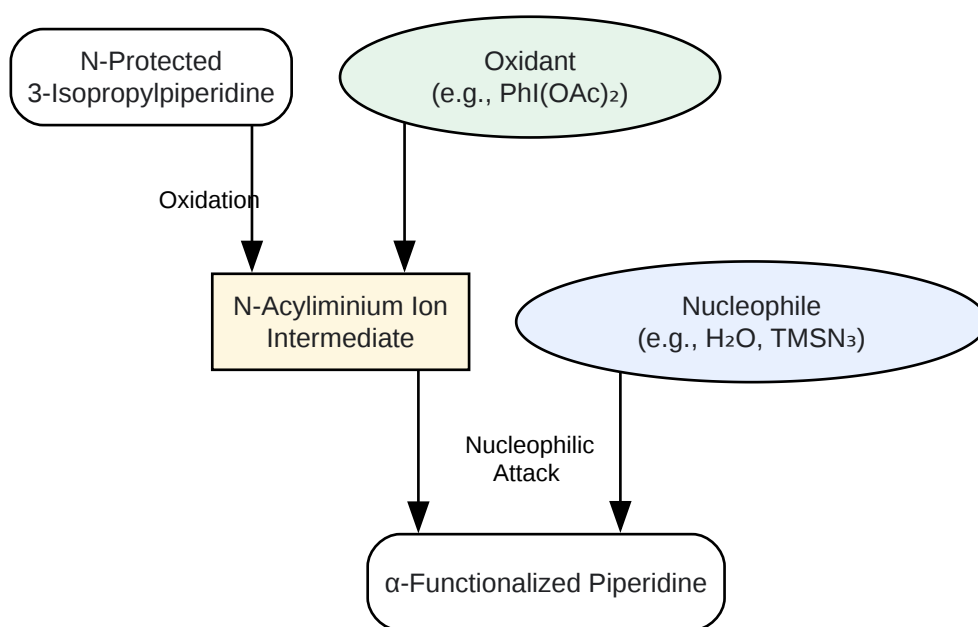 N-Protected
3-Isopropylpiperidine
Oxidant
(e.g., PhI(OAc)₂)
Oxidation
N-Acyliminium Ion
Intermediate
Nucleophile
(e.g., H₂O, TMSN₃)
Nucleophilic
Attack
α-Functionalized Piperidine